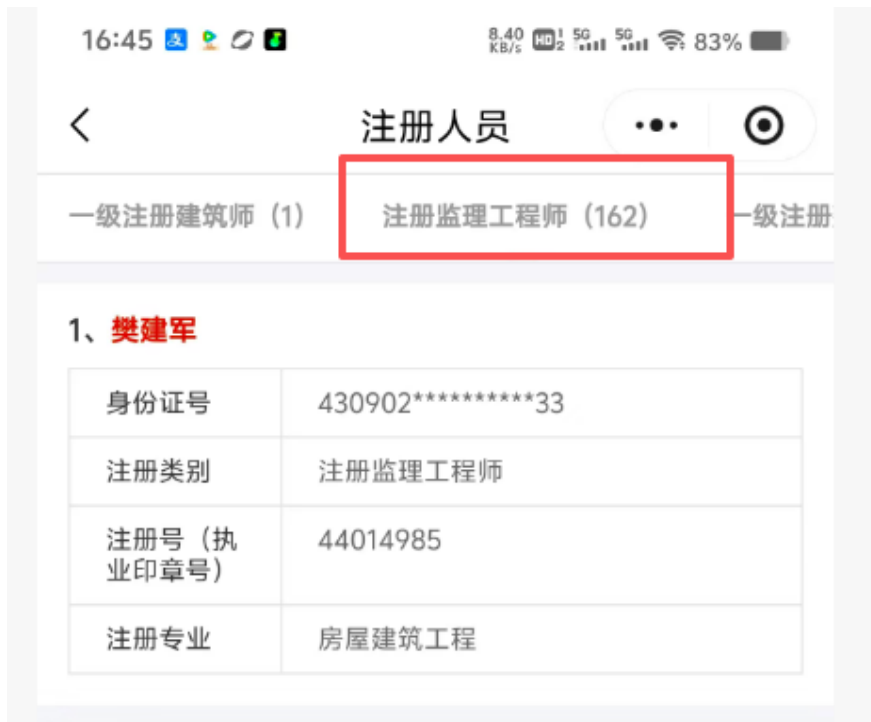 16:45 8.40 KB/s HD 1 2 5G 5G 83%
注册人员
一级注册建筑师（1） 注册监理工程师（162） 一级注册
1、樊建军
身份证号 430902**********33
注册类别 注册监理工程师
注册号（执 44014985
业印章号）
注册专业 房屋建筑工程